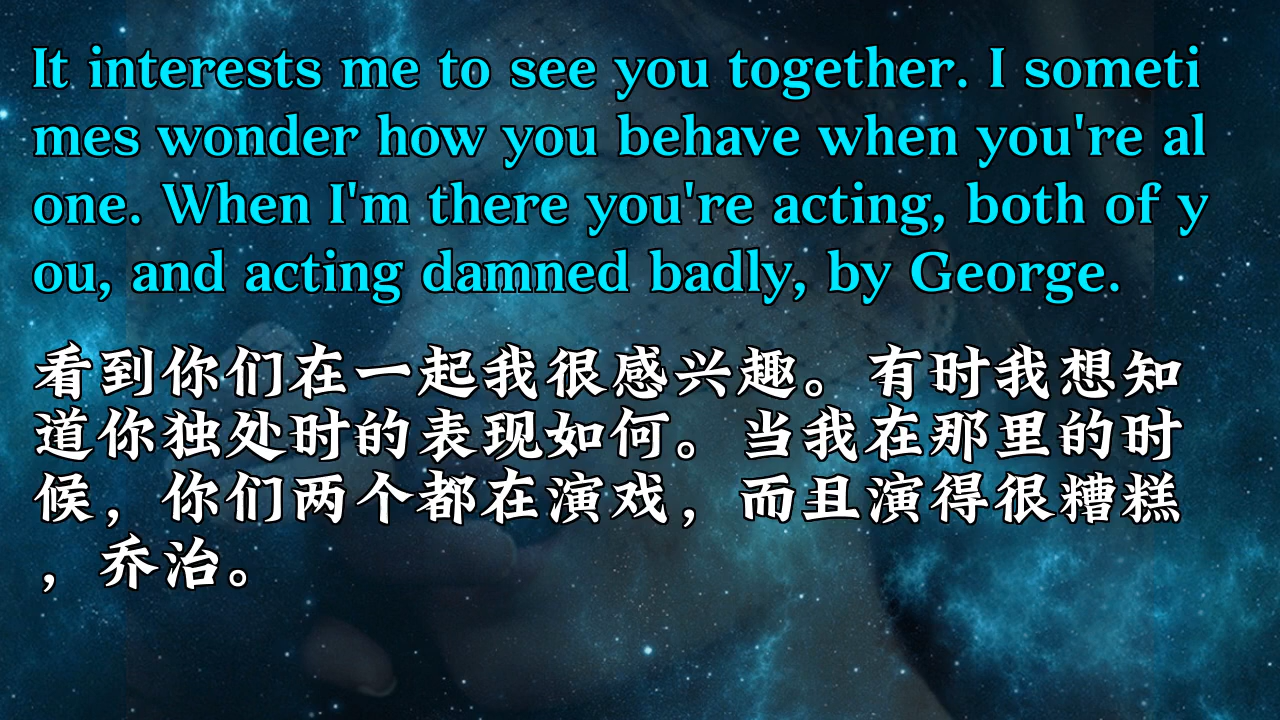 It interests me to see you together. I someti
mes wonder how you behave when you're al
one. When I'm there you're acting, both of y
ou, and acting damned badly, by George.
看到你们在一起我很感兴趣。有时我想知
道你独处时的表现如何。当我在那里的时
候，你们两个都在演戏，而且演得很糟糕
，乔治。